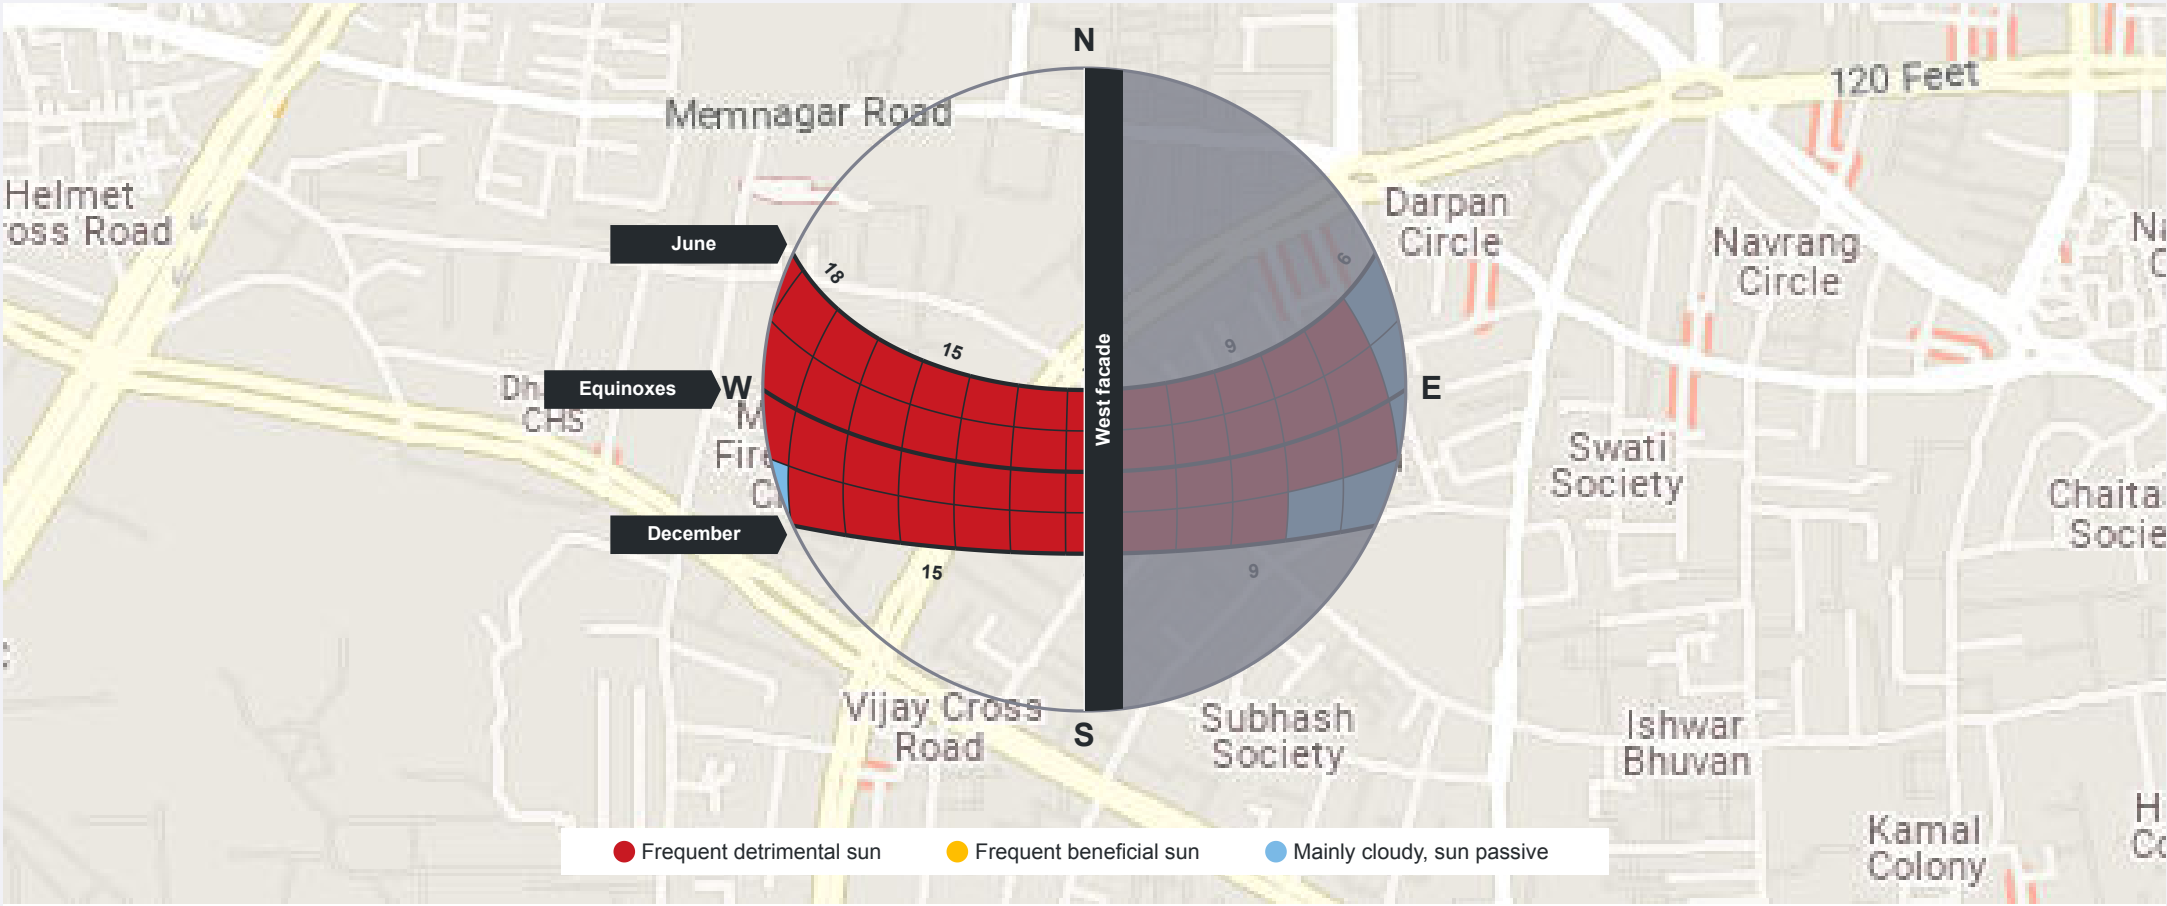 N
120 Feet
Memnagar Road
Helmet
ross Road
Darpan
Circle
Navrang
Circle
June
18
6
15
9
West facade
Equinoxes
W
E
CHS
Swati
Society
Chaita
Socie
December
15
9
Vijay Cross
Road
S
Subhash
Society
Ishwar
Bhuvan
Kamal
Colony
Frequent detrimental sun
Frequent beneficial sun
Mainly cloudy, sun passive